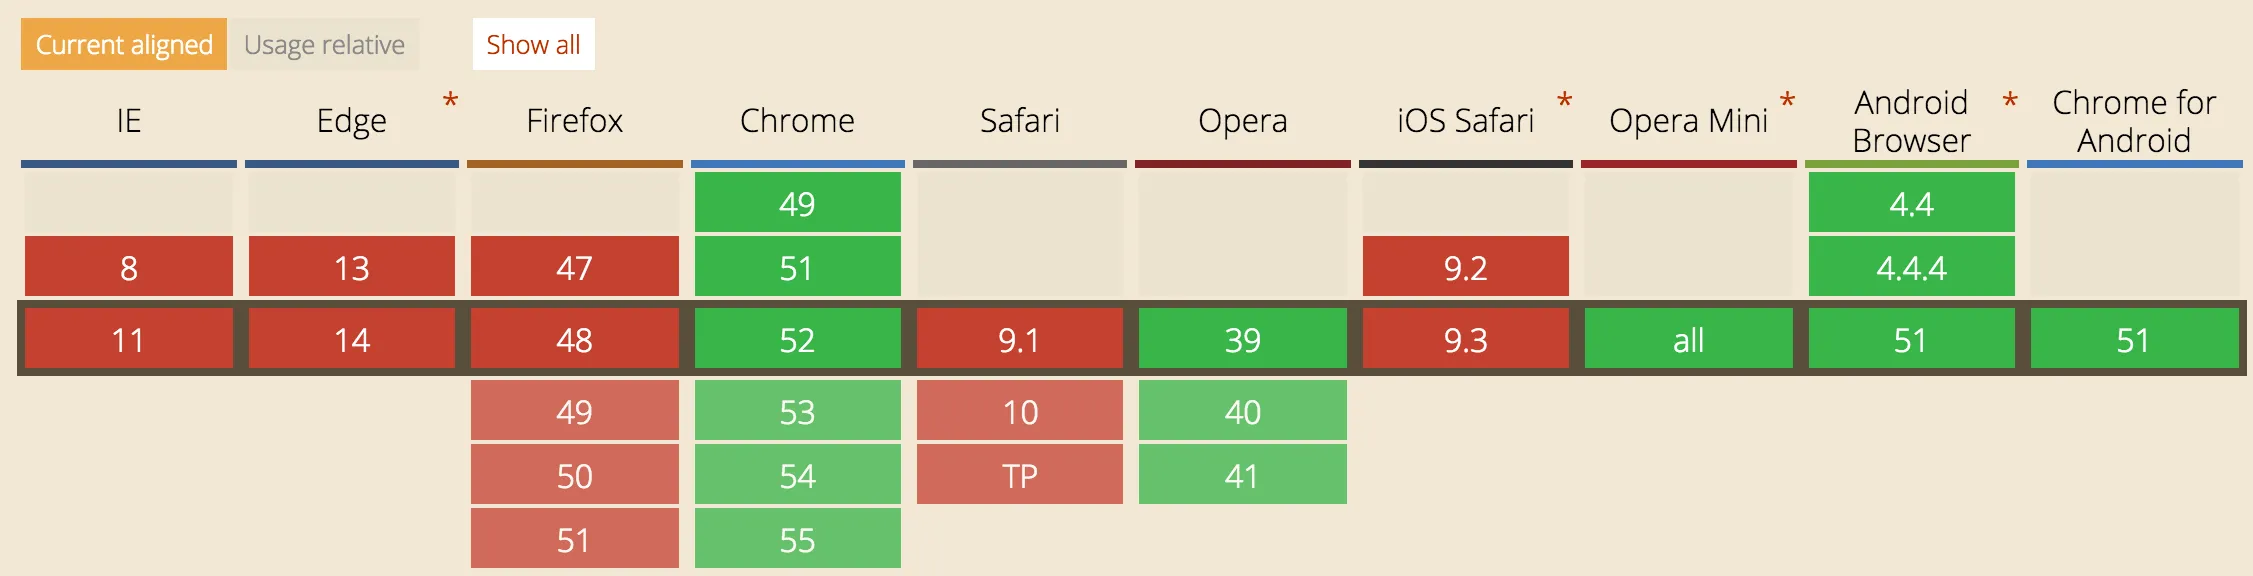 Current aligned Usage relative Show all
IE Edge * Firefox Chrome Safari Opera iOS Safari * Opera Mini * Android Browser * Chrome for Android
49 4.4
8 13 47 51 9.2 4.4.4
11 14 48 52 9.1 39 9.3 all 51 51
49 53 10 40
50 54 TP 41
51 55